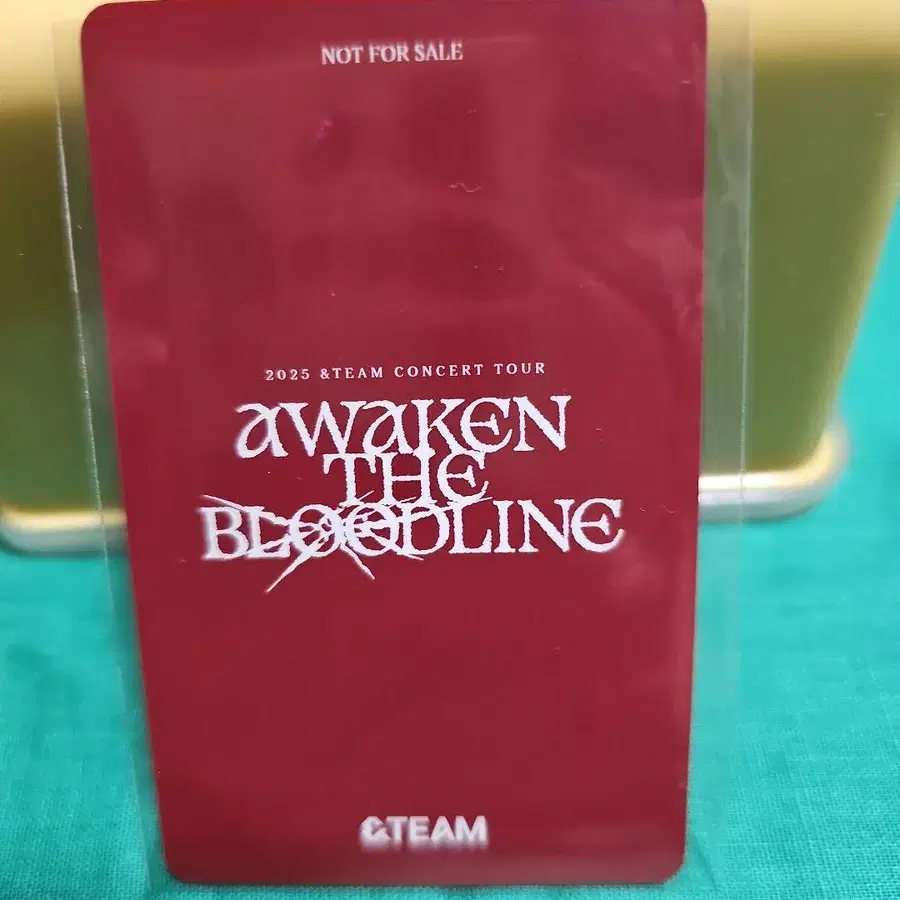 NOT FOR SALE
2025 &TEAM CONCERT TOUR
AWAKEN
THE
BLOODLINE
&TEAM